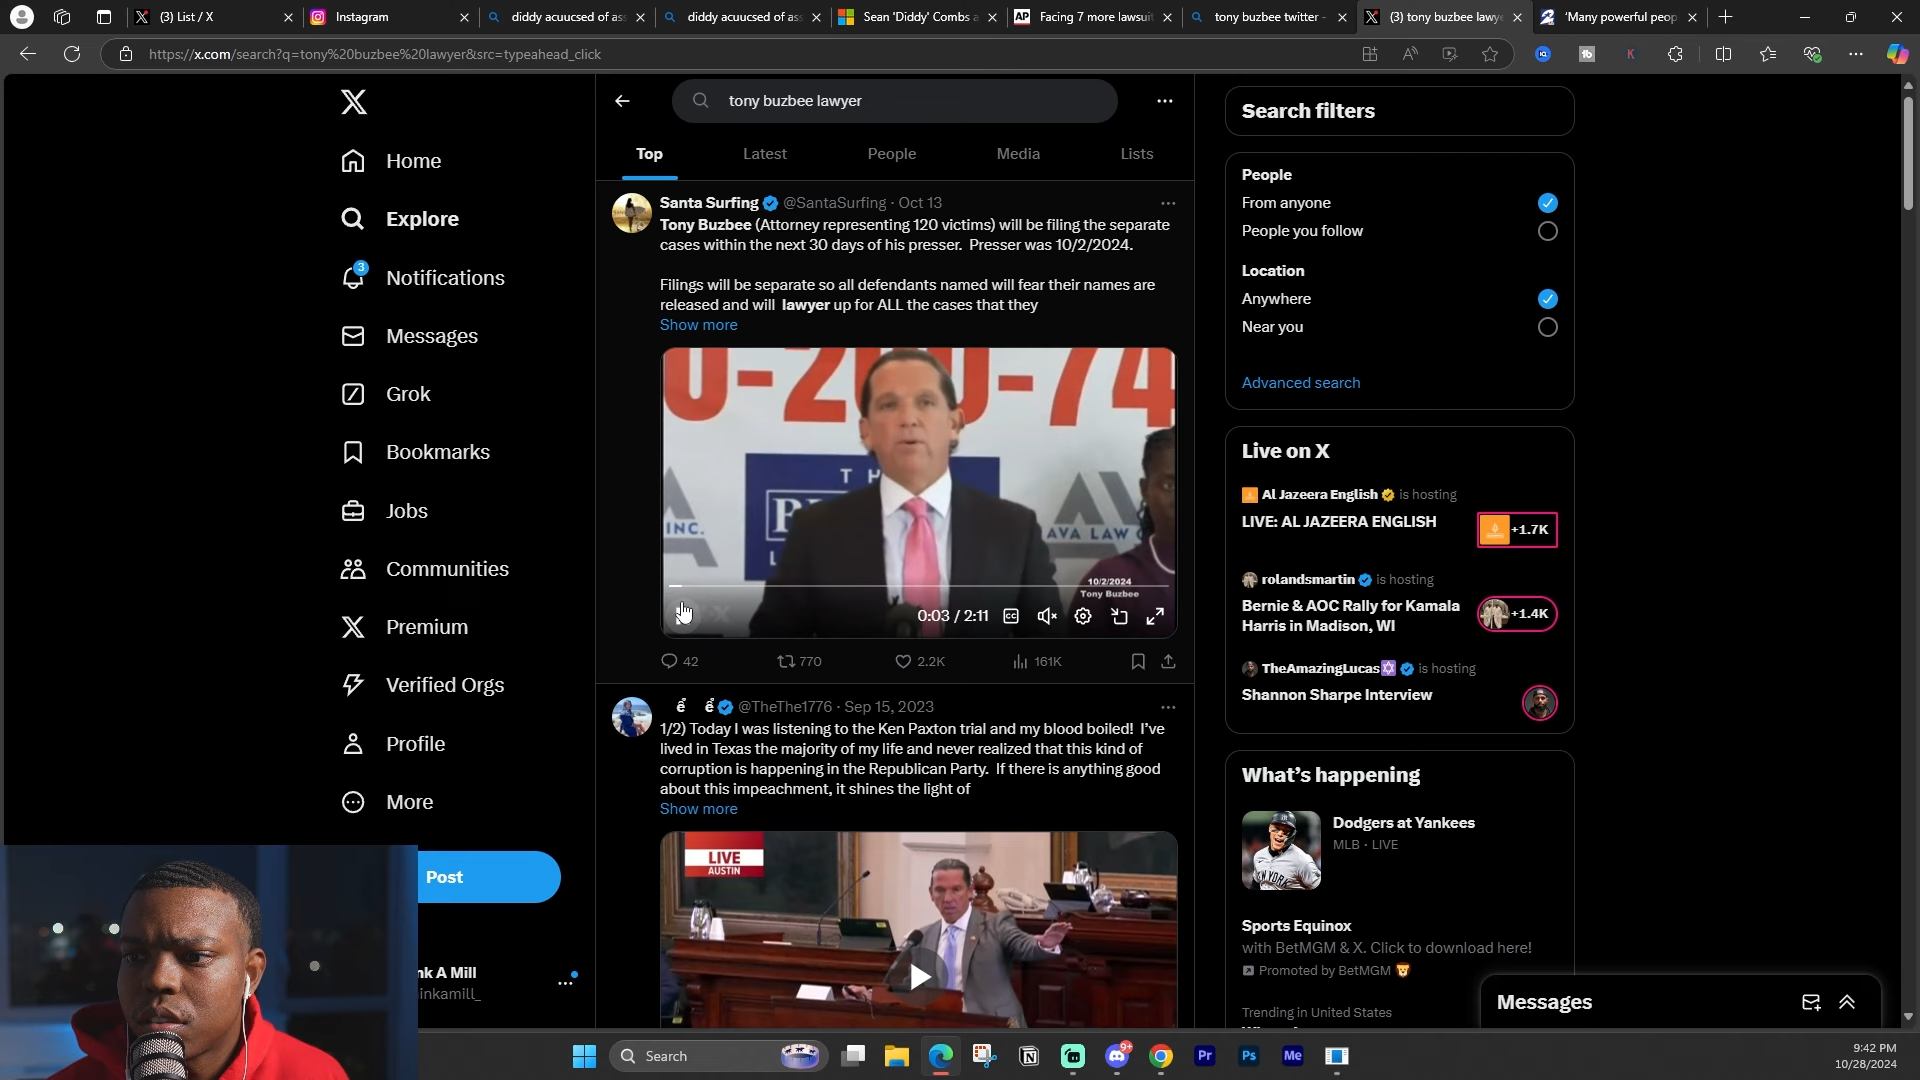 (3) List / X
Instagram
diddy acuucsed of ass
diddy acuucsed of ass
Sean 'Diddy' Combs a
AP Facing 7 more lawsuit
tony buzbee twitter -
(3) tony buzbee lawye
'Many powerful peop
https://x.com/search?q=tony%20buzbee%20lawyer&src=typeahead_click
tony buzbee lawyer
Top
Latest
People
Media
Lists
Home
Explore
3
Notifications
Messages
Grok
Bookmarks
Jobs
Communities
Premium
Verified Orgs
Profile
More
Post
nk A Mill
inkamill_
Santa Surfing @SantaSurfing · Oct 13
Tony Buzbee (Attorney representing 120 victims) will be filing the separate
cases within the next 30 days of his presser. Presser was 10/2/2024.
Filings will be separate so all defendants named will fear their names are
released and will lawyer up for ALL the cases that they
Show more
TH
INC.
AVA LAW
10/2/2024
Tony Buzbee
0:03 / 2:11
42
770
2.2K
161K
@TheThe1776 · Sep 15, 2023
1/2) Today I was listening to the Ken Paxton trial and my blood boiled! I've
lived in Texas the majority of my life and never realized that this kind of
corruption is happening in the Republican Party. If there is anything good
about this impeachment, it shines the light of
Show more
LIVE
AUSTIN
Search filters
People
From anyone
People you follow
Location
Anywhere
Near you
Advanced search
Live on X
Al Jazeera English is hosting
LIVE: AL JAZEERA ENGLISH
+1.7K
rolandsmartin is hosting
Bernie & AOC Rally for Kamala
Harris in Madison, WI
+1.4K
TheAmazingLucas is hosting
Shannon Sharpe Interview
What's happening
Dodgers at Yankees
MLB · LIVE
Sports Equinox
with BetMGM & X. Click to download here!
Promoted by BetMGM
Trending in United States
Messages
Search
9+
Pr
Ps
Me
9:42 PM
10/28/2024